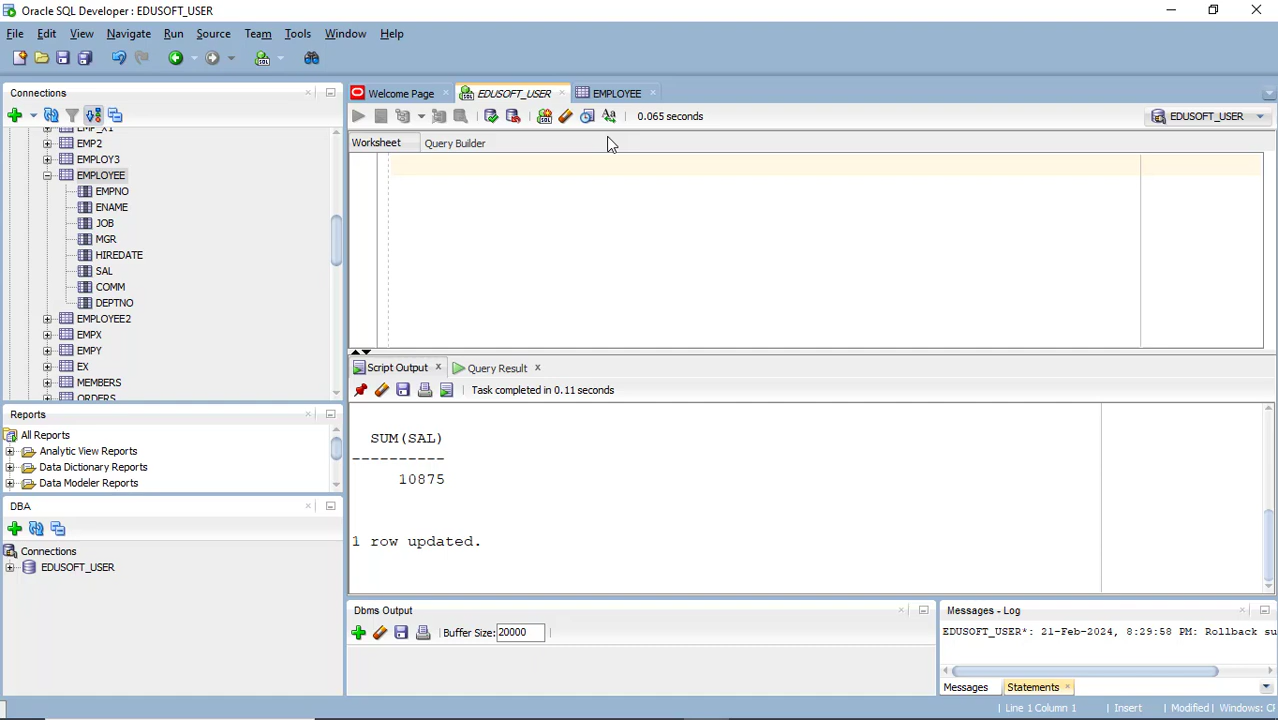 Oracle SQL Developer : EDUSOFT_USER
File Edit View Navigate Run Source Team Tools Window Help
Connections
EMP_X1
EMP2
EMPLOY3
EMPLOYEE
EMPNO
ENAME
JOB
MGR
HIREDATE
SAL
COMM
DEPTNO
EMPLOYEE2
EMPX
EMPY
EX
MEMBERS
ORDERS
Reports
All Reports
Analytic View Reports
Data Dictionary Reports
Data Modeler Reports
DBA
Connections
EDUSOFT_USER
Welcome Page EDUSOFT_USER EMPLOYEE
0.065 seconds EDUSOFT_USER
Worksheet Query Builder
Script Output Query Result
Task completed in 0.11 seconds
SUM(SAL)
----------
10875
1 row updated.
Dbms Output
Buffer Size: 20000
Messages - Log
EDUSOFT_USER*: 21-Feb-2024, 8:29:58 PM: Rollback su
Messages Statements
Line 1 Column 1 Insert Modified Windows: CF